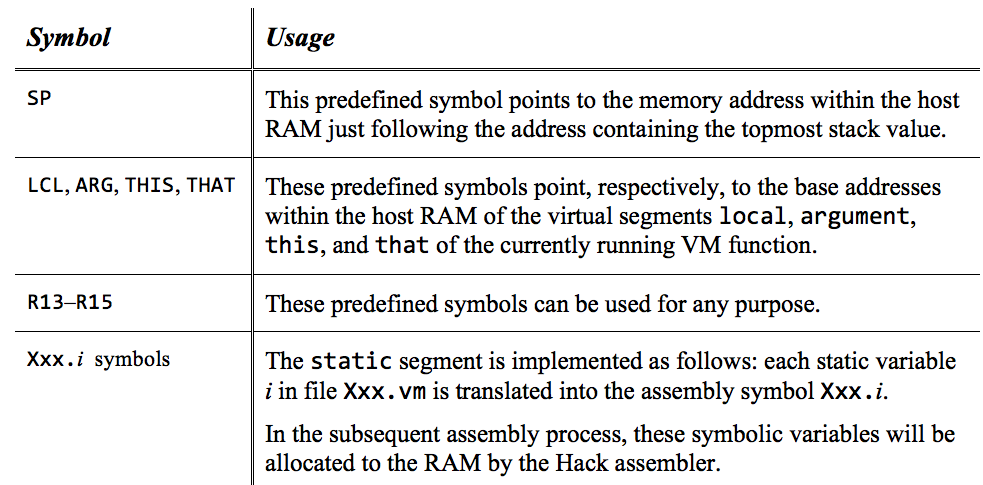 Symbol Usage
SP This predefined symbol points to the memory address within the host
RAM just following the address containing the topmost stack value.
LCL, ARG, THIS, THAT These predefined symbols point, respectively, to the base addresses
within the host RAM of the virtual segments local, argument,
this, and that of the currently running VM function.
R13–R15 These predefined symbols can be used for any purpose.
Xxx.i symbols The static segment is implemented as follows: each static variable
i in file Xxx.vm is translated into the assembly symbol Xxx.i.
In the subsequent assembly process, these symbolic variables will be
allocated to the RAM by the Hack assembler.